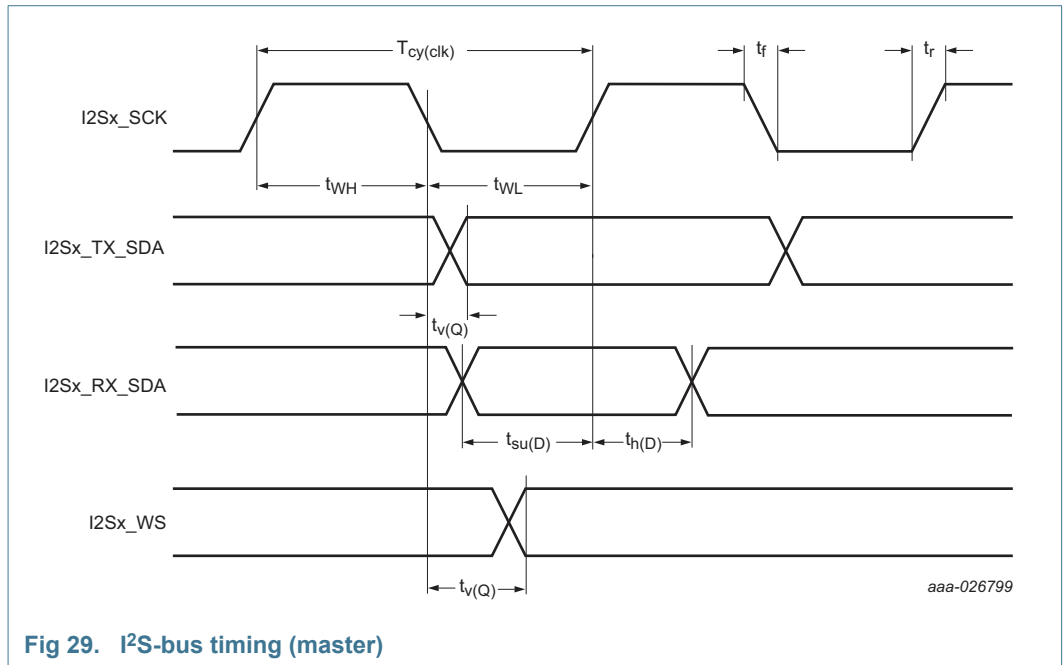 Tcy(clk)
tf
tr
I2Sx_SCK
tWH
tWL
I2Sx_TX_SDA
tv(Q)
I2Sx_RX_SDA
tsu(D)
th(D)
I2Sx_WS
tv(Q)
aaa-026799
Fig 29. I²S-bus timing (master)